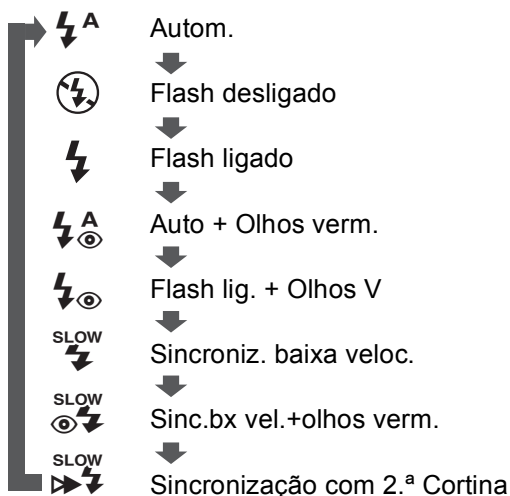 A Autom.
Flash desligado
Flash ligado
A Auto + Olhos verm.
Flash lig. + Olhos V
SLOW
Sincroniz. baixa veloc.
SLOW
Sinc.bx vel.+olhos verm.
SLOW
Sincronização com 2.ª Cortina